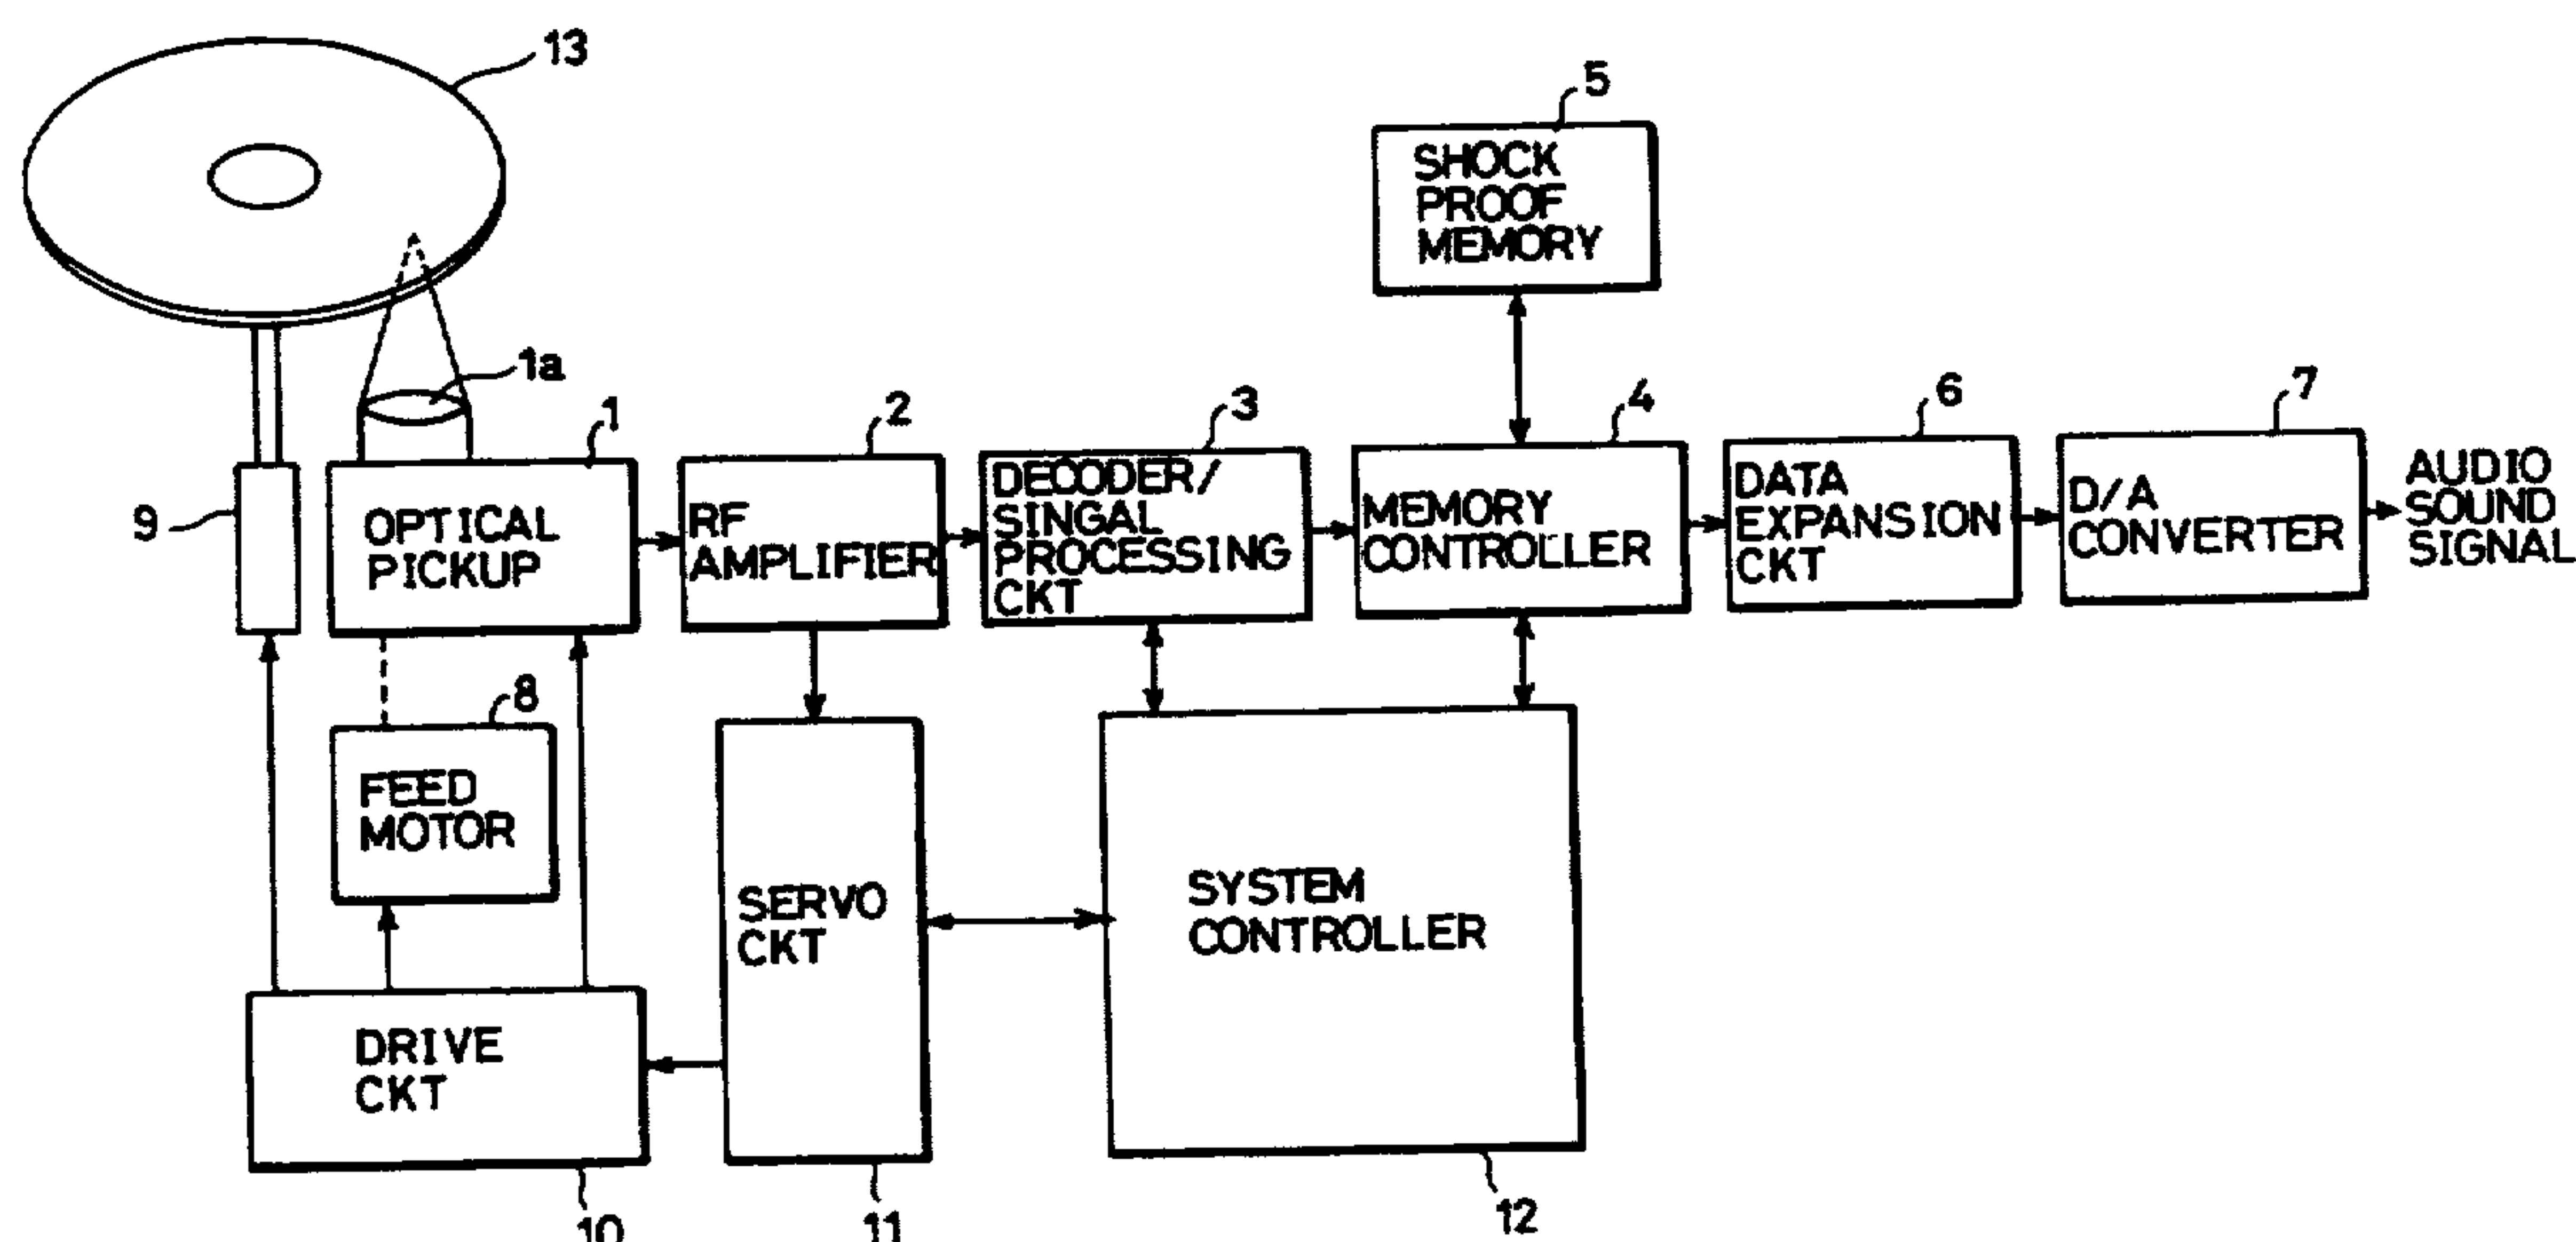 13
5
SHOCK
PROOF
MEMORY
1a
1
2
3
4
6
7
9
OPTICAL
PICKUP
RF
AMPLIFIER
DECODER/
SINGAL
PROCESSING
CKT
MEMORY
CONTROLLER
DATA
EXPANSION
CKT
D/A
CONVERTER
AUDIO
SOUND
SIGNAL
8
FEED
MOTOR
SERVO
CKT
SYSTEM
CONTROLLER
DRIVE
CKT
10
11
12